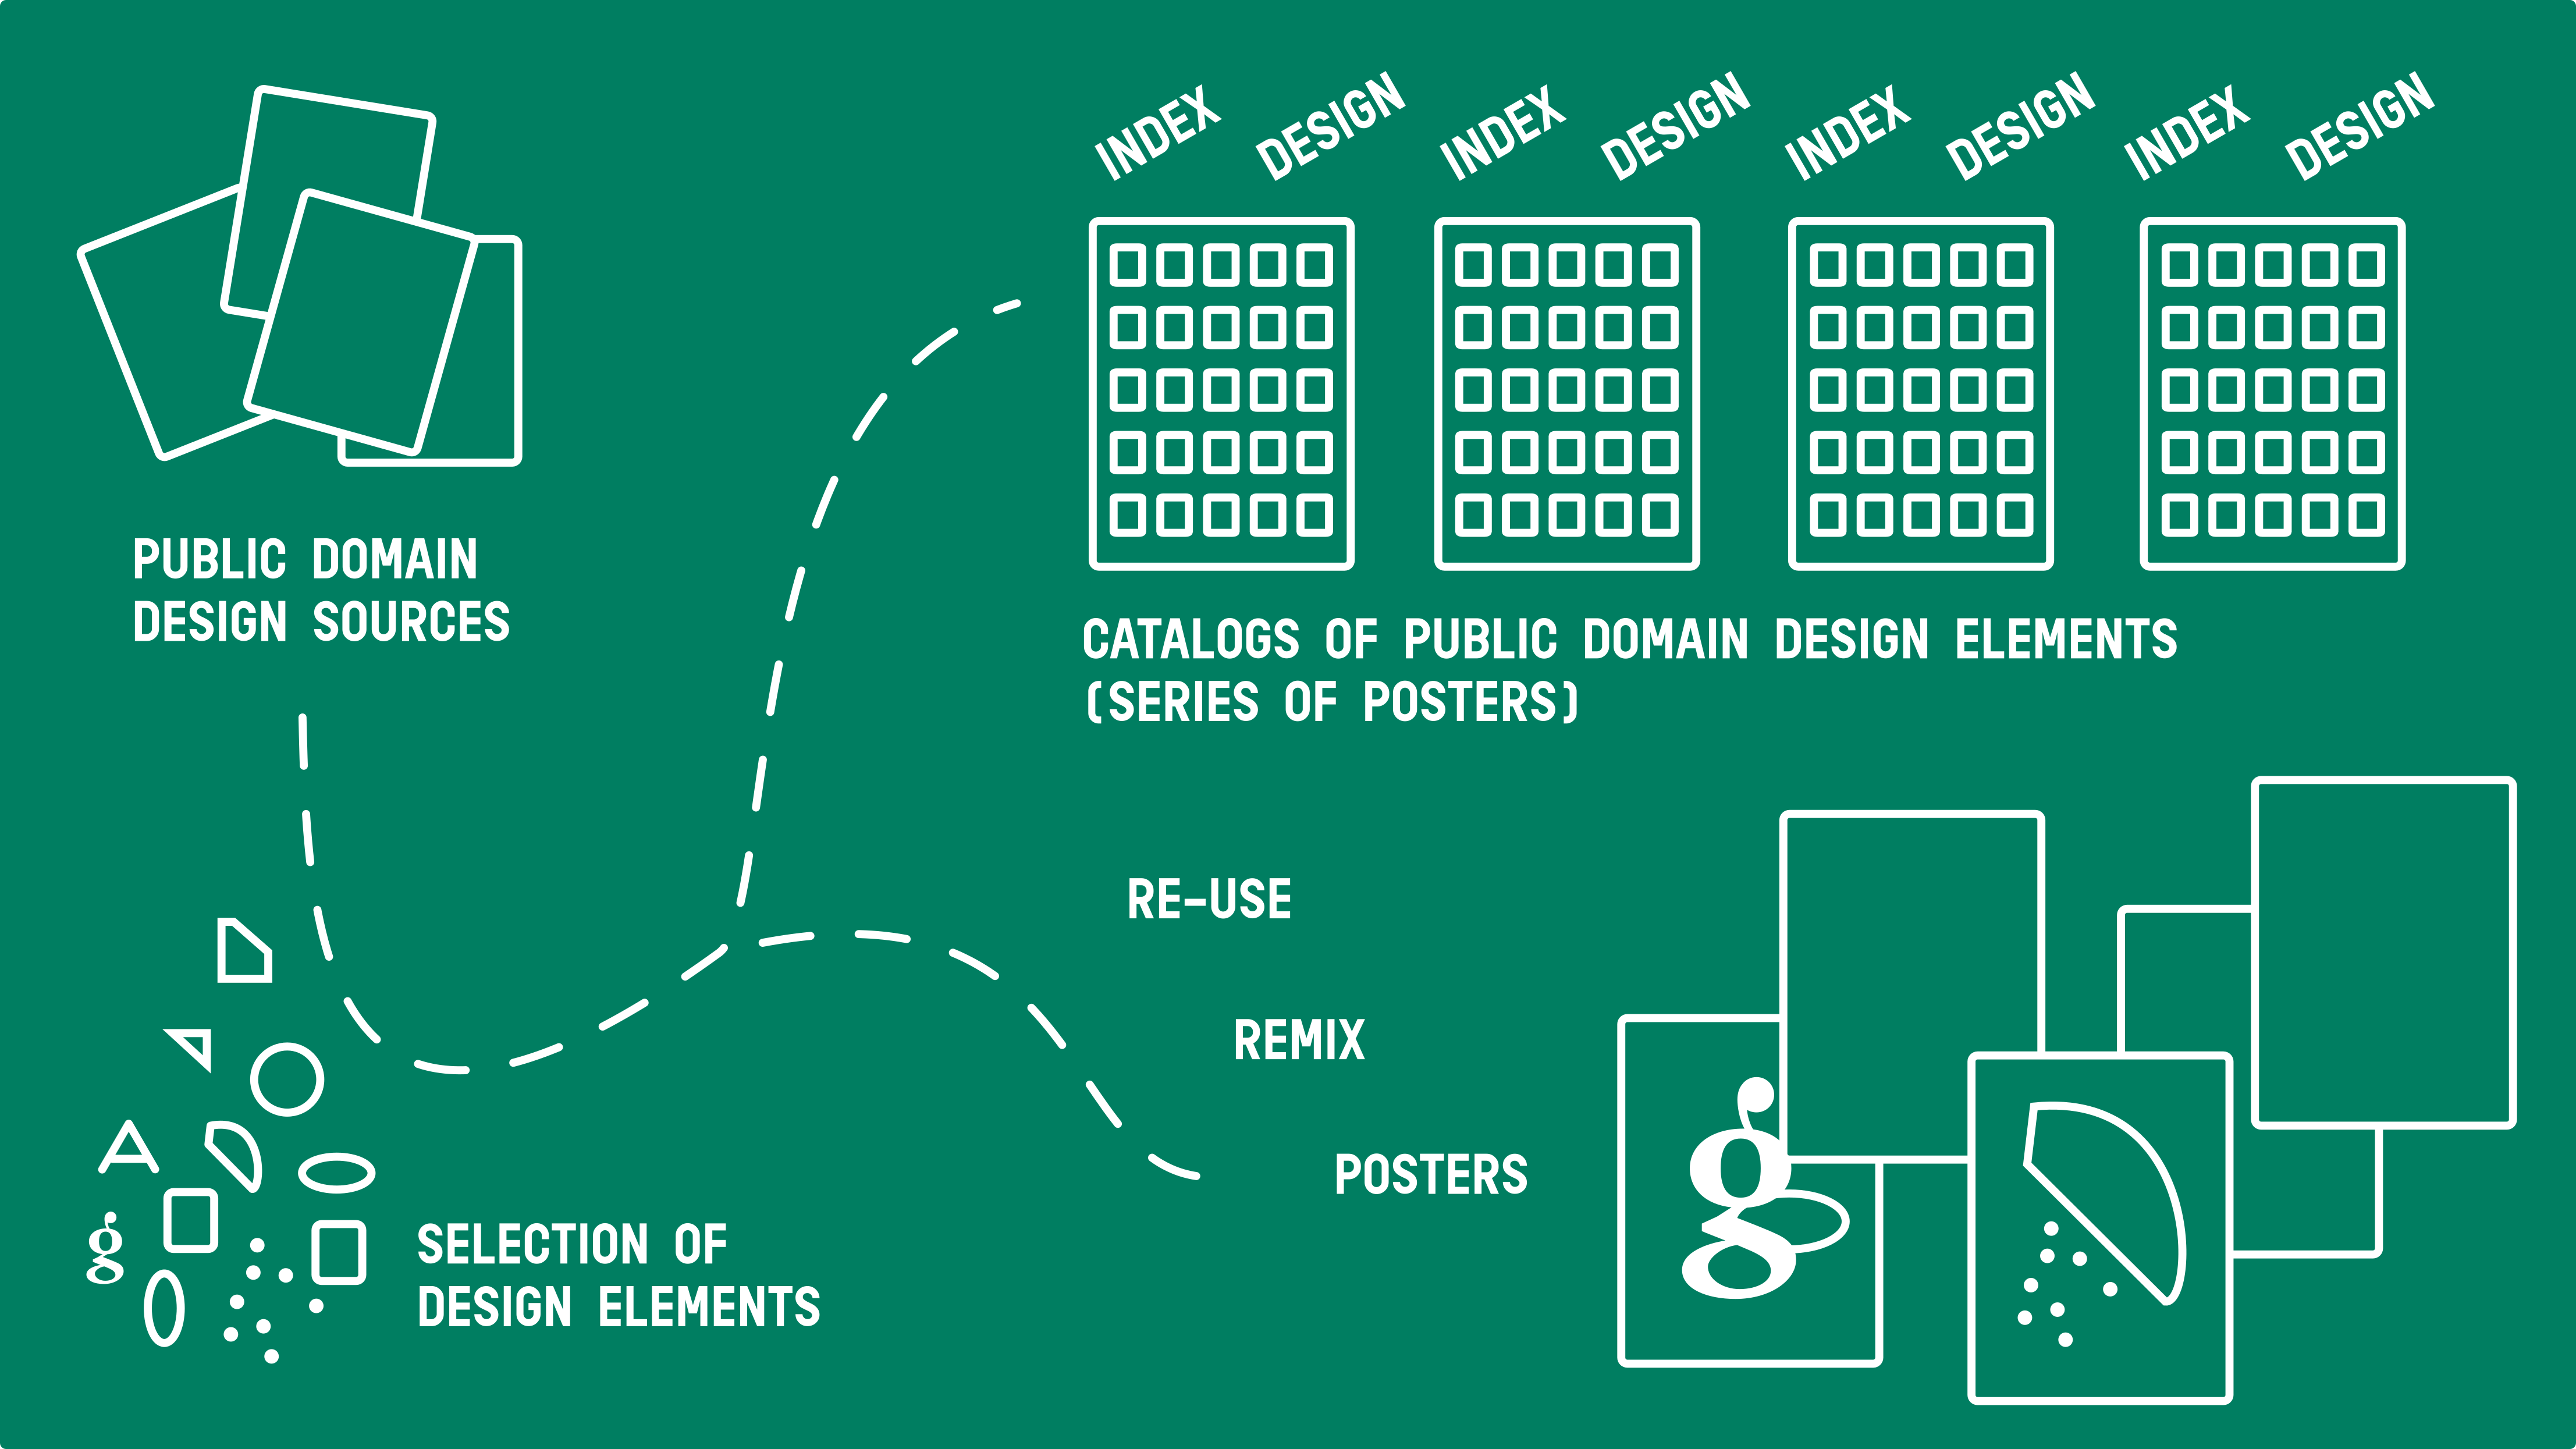 INDEX DESIGN INDEX DESIGN INDEX DESIGN INDEX DESIGN
PUBLIC DOMAIN
DESIGN SOURCES
CATALOGS OF PUBLIC DOMAIN DESIGN ELEMENTS
(SERIES OF POSTERS)
RE-USE
REMIX
POSTERS
A
g
SELECTION OF
DESIGN ELEMENTS
g